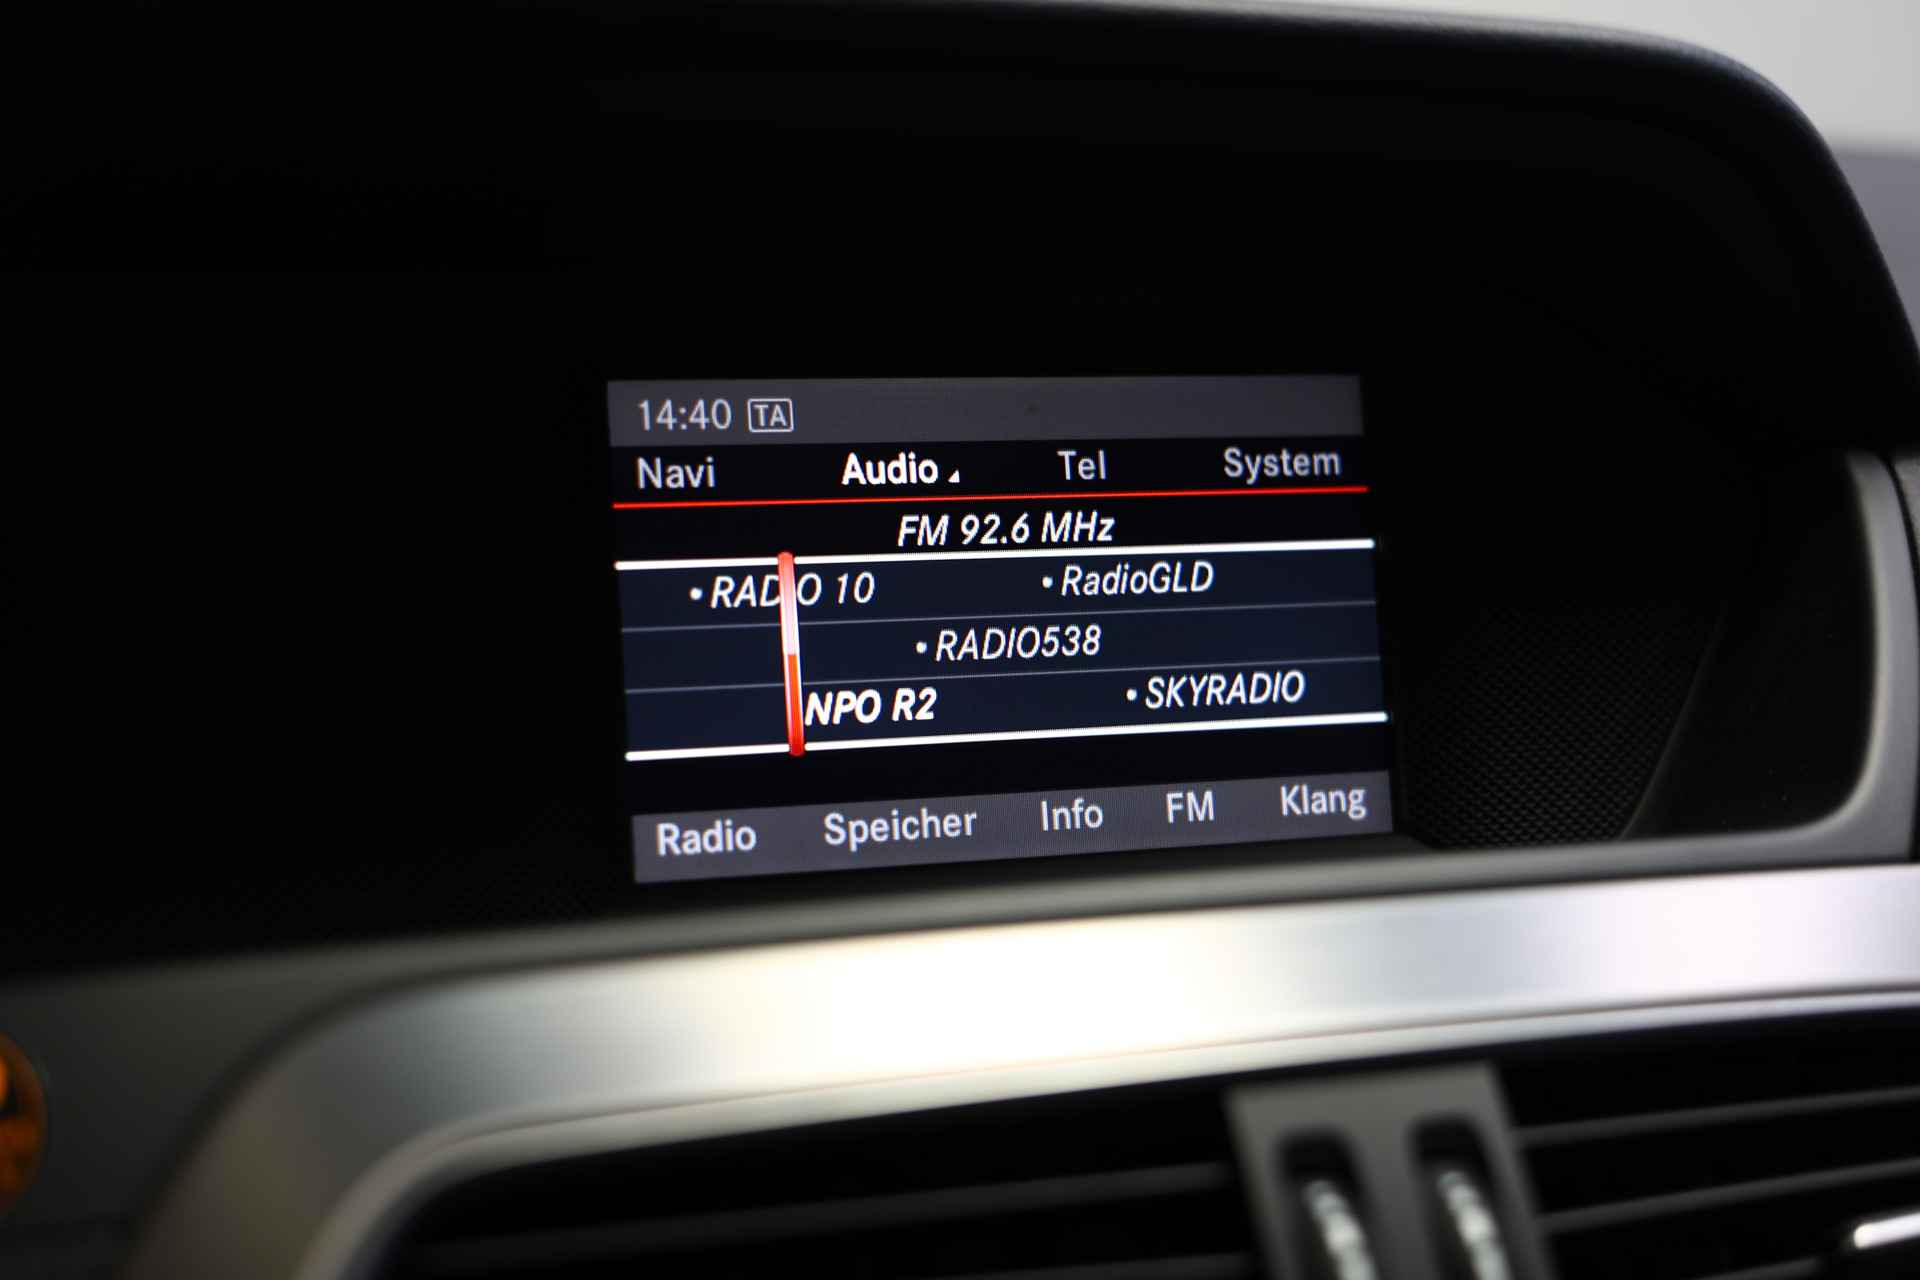 14:40 TA
Navi Audio Tel System
FM 92.6 MHz
•RADIO 10 •RadioGLD
•RADIO538
NPO R2 •SKYRADIO
Radio Speicher Info FM Klang